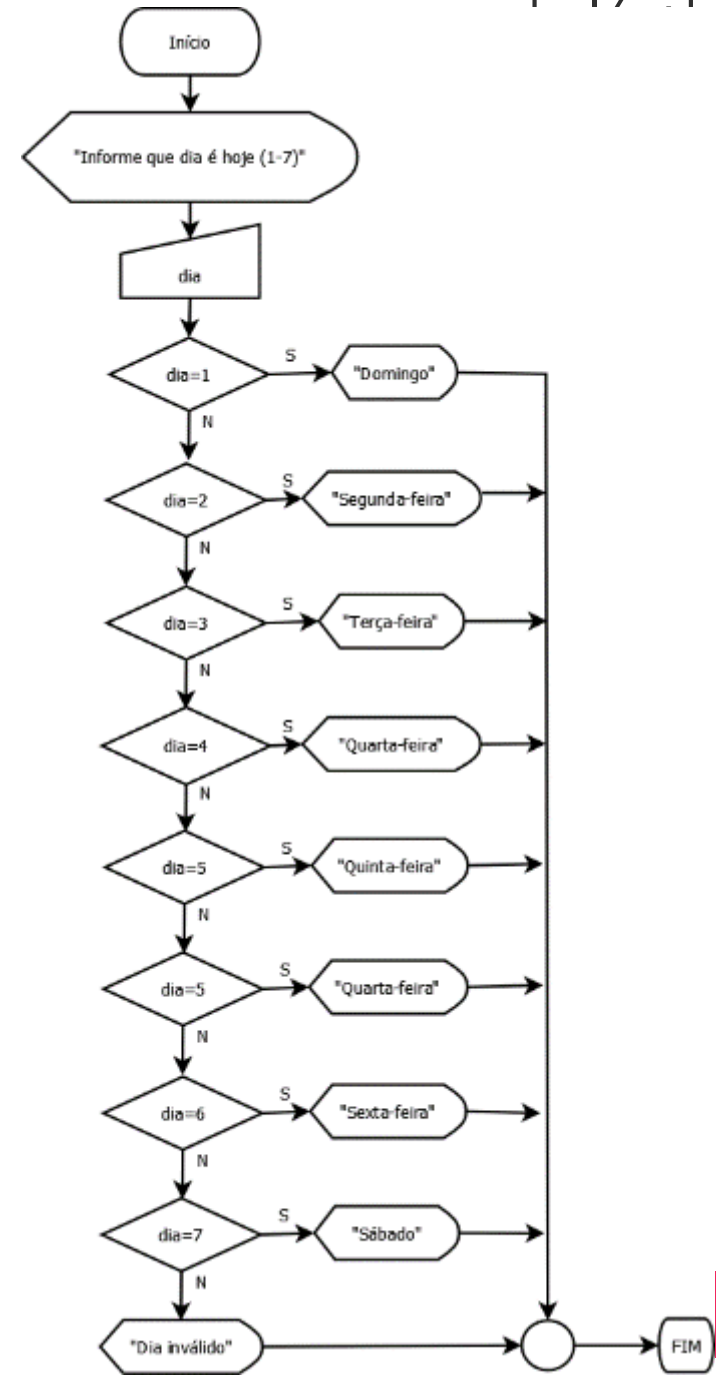 Início
"Informe que dia é hoje (1-7)"
dia
dia=1
S
"Domingo"
N
dia=2
S
"Segunda-feira"
N
dia=3
S
"Terça-feira"
N
dia=4
S
"Quarta-feira"
N
dia=5
S
"Quinta-feira"
N
dia=5
S
"Quarta-feira"
N
dia=6
S
"Sexta-feira"
N
dia=7
S
"Sábado"
N
"Dia inválido"
FIM